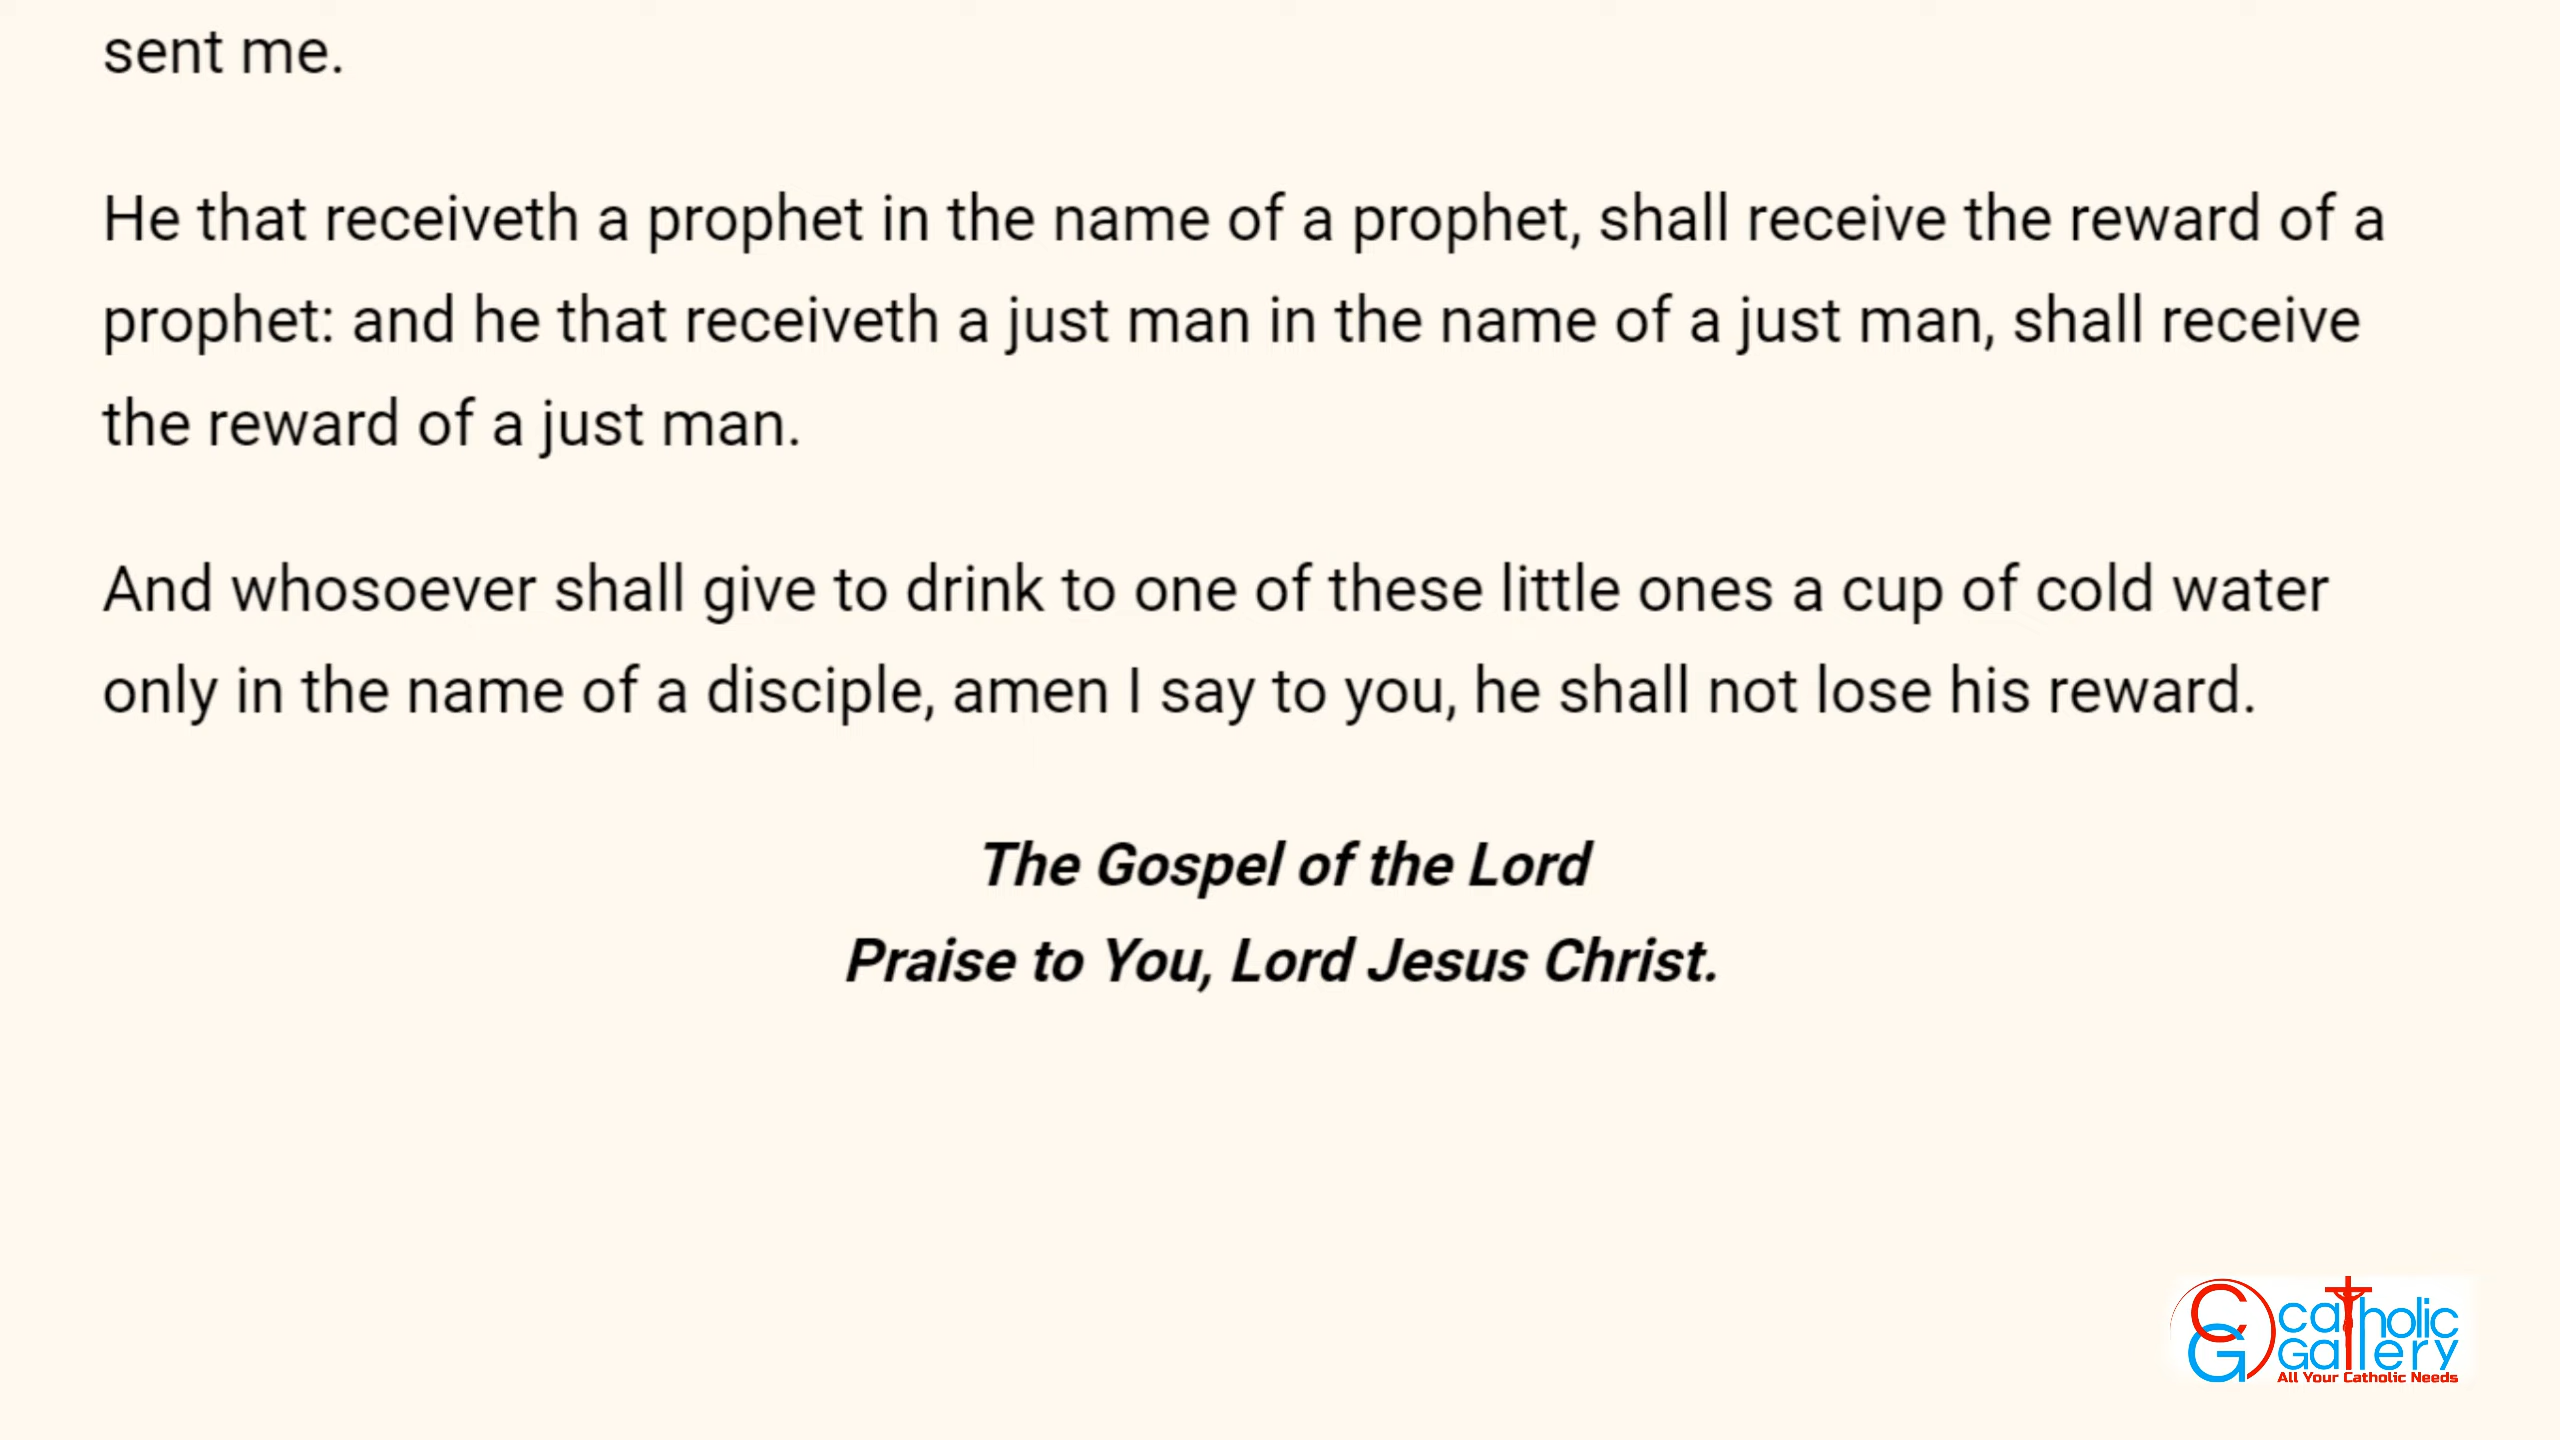 sent me.
He that receiveth a prophet in the name of a prophet, shall receive the reward of a
prophet: and he that receiveth a just man in the name of a just man, shall receive
the reward of a just man.
And whosoever shall give to drink to one of these little ones a cup of cold water
only in the name of a disciple, amen I say to you, he shall not lose his reward.
The Gospel of the Lord
Praise to You, Lord Jesus Christ.
CG
catholic
Gallery
All Your Catholic Needs